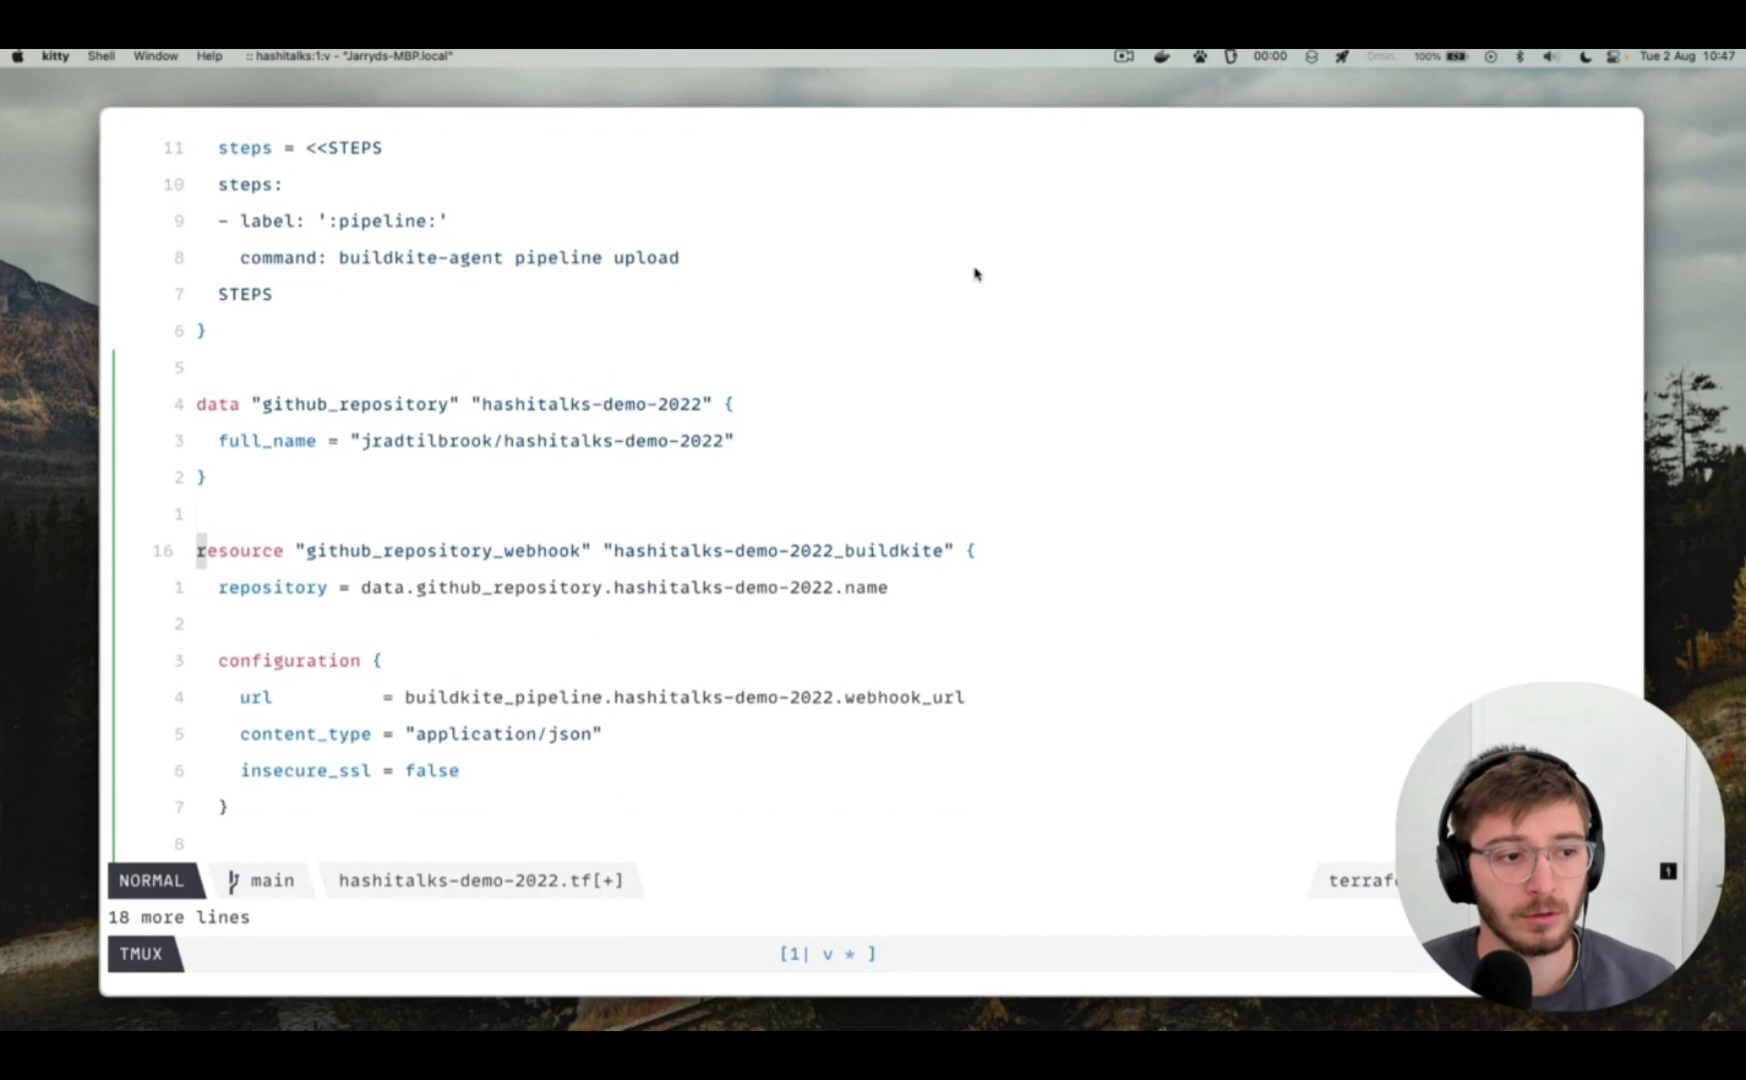 kitty Shell Window Help :: hashitalks:1:v - "Jarryds-MBP.local" 00:00 0min. 100% Tue 2 Aug 10:47
11 steps = <<STEPS
10 steps:
9 - label: ':pipeline:'
8 command: buildkite-agent pipeline upload
7 STEPS
6 }
5
4 data "github_repository" "hashitalks-demo-2022" {
3 full_name = "jradtilbrook/hashitalks-demo-2022"
2 }
1
16 resource "github_repository_webhook" "hashitalks-demo-2022_buildkite" {
1 repository = data.github_repository.hashitalks-demo-2022.name
2
3 configuration {
4 url = buildkite_pipeline.hashitalks-demo-2022.webhook_url
5 content_type = "application/json"
6 insecure_ssl = false
7 }
8
NORMAL main hashitalks-demo-2022.tf[+]
18 more lines
TMUX [1| v * ]